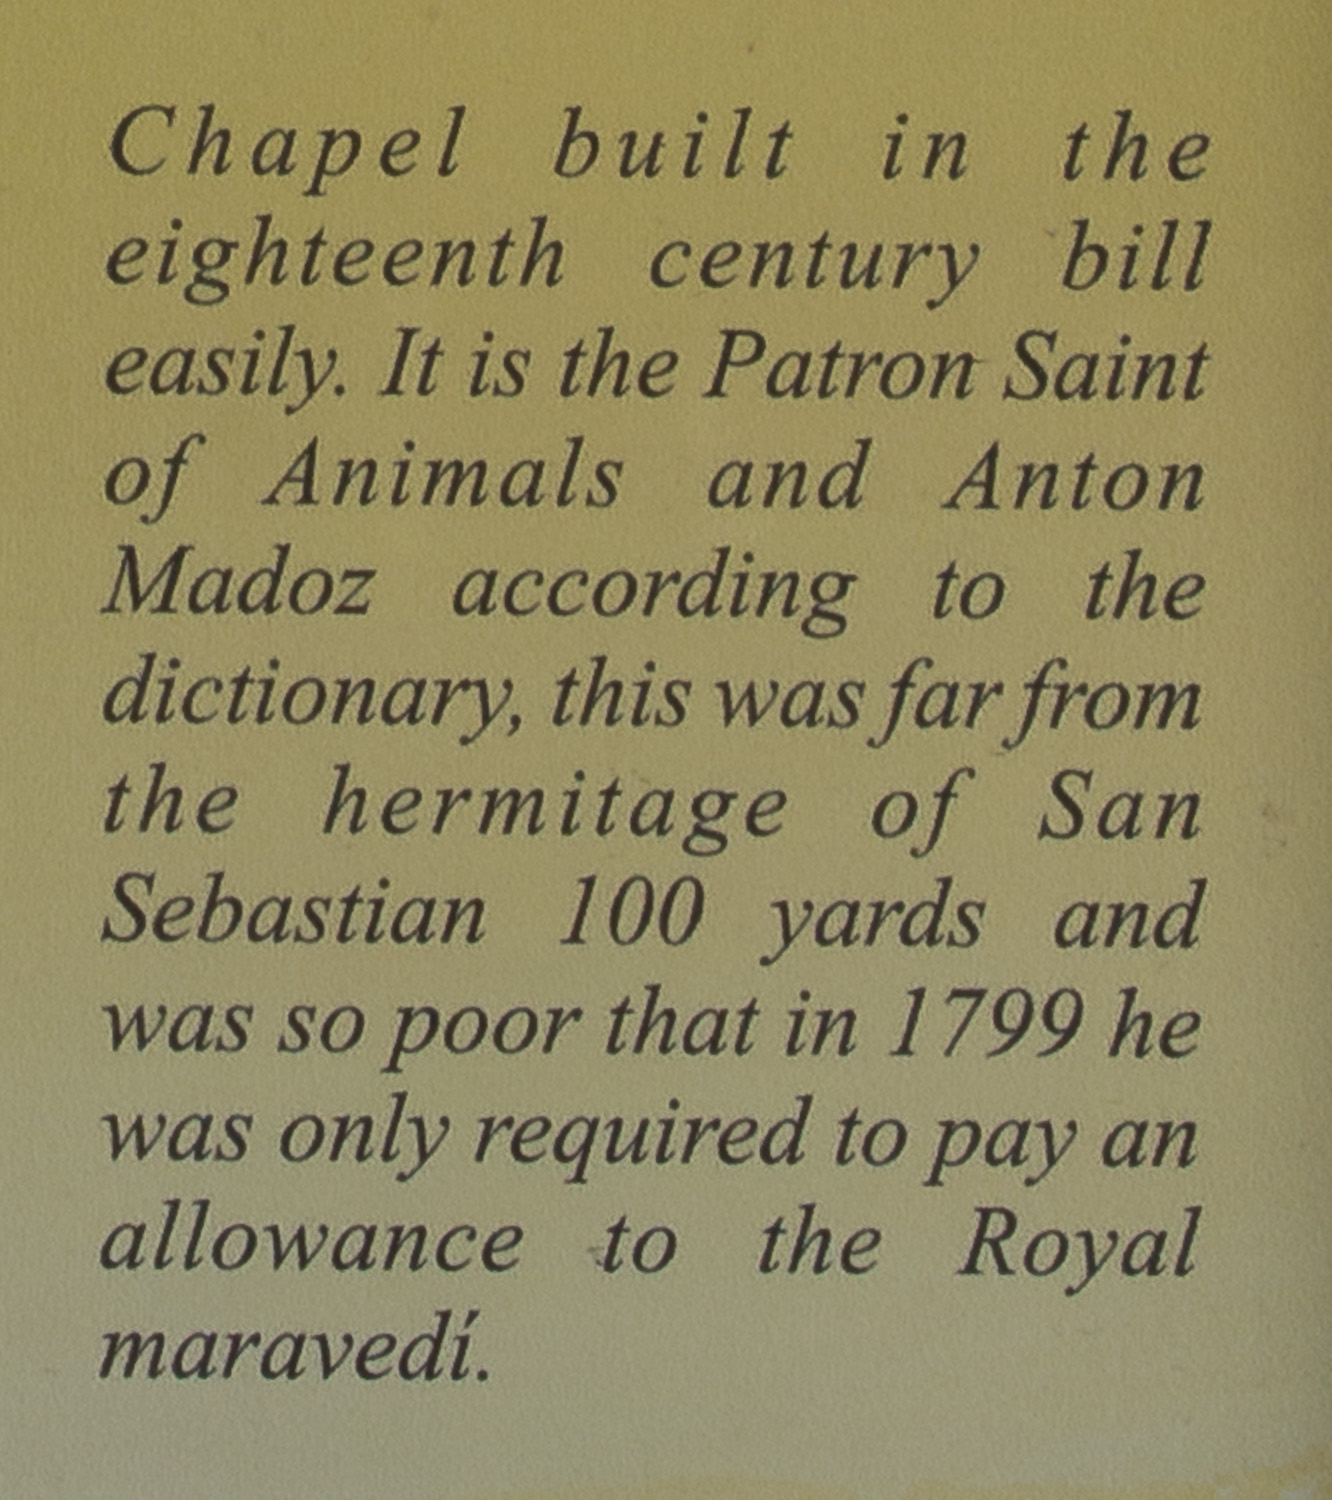 Chapel built in the
eighteenth century bill
easily. It is the Patron Saint
of Animals and Anton
Madoz according to the
dictionary, this was far from
the hermitage of San
Sebastian 100 yards and
was so poor that in 1799 he
was only required to pay an
allowance to the Royal
maravedí.